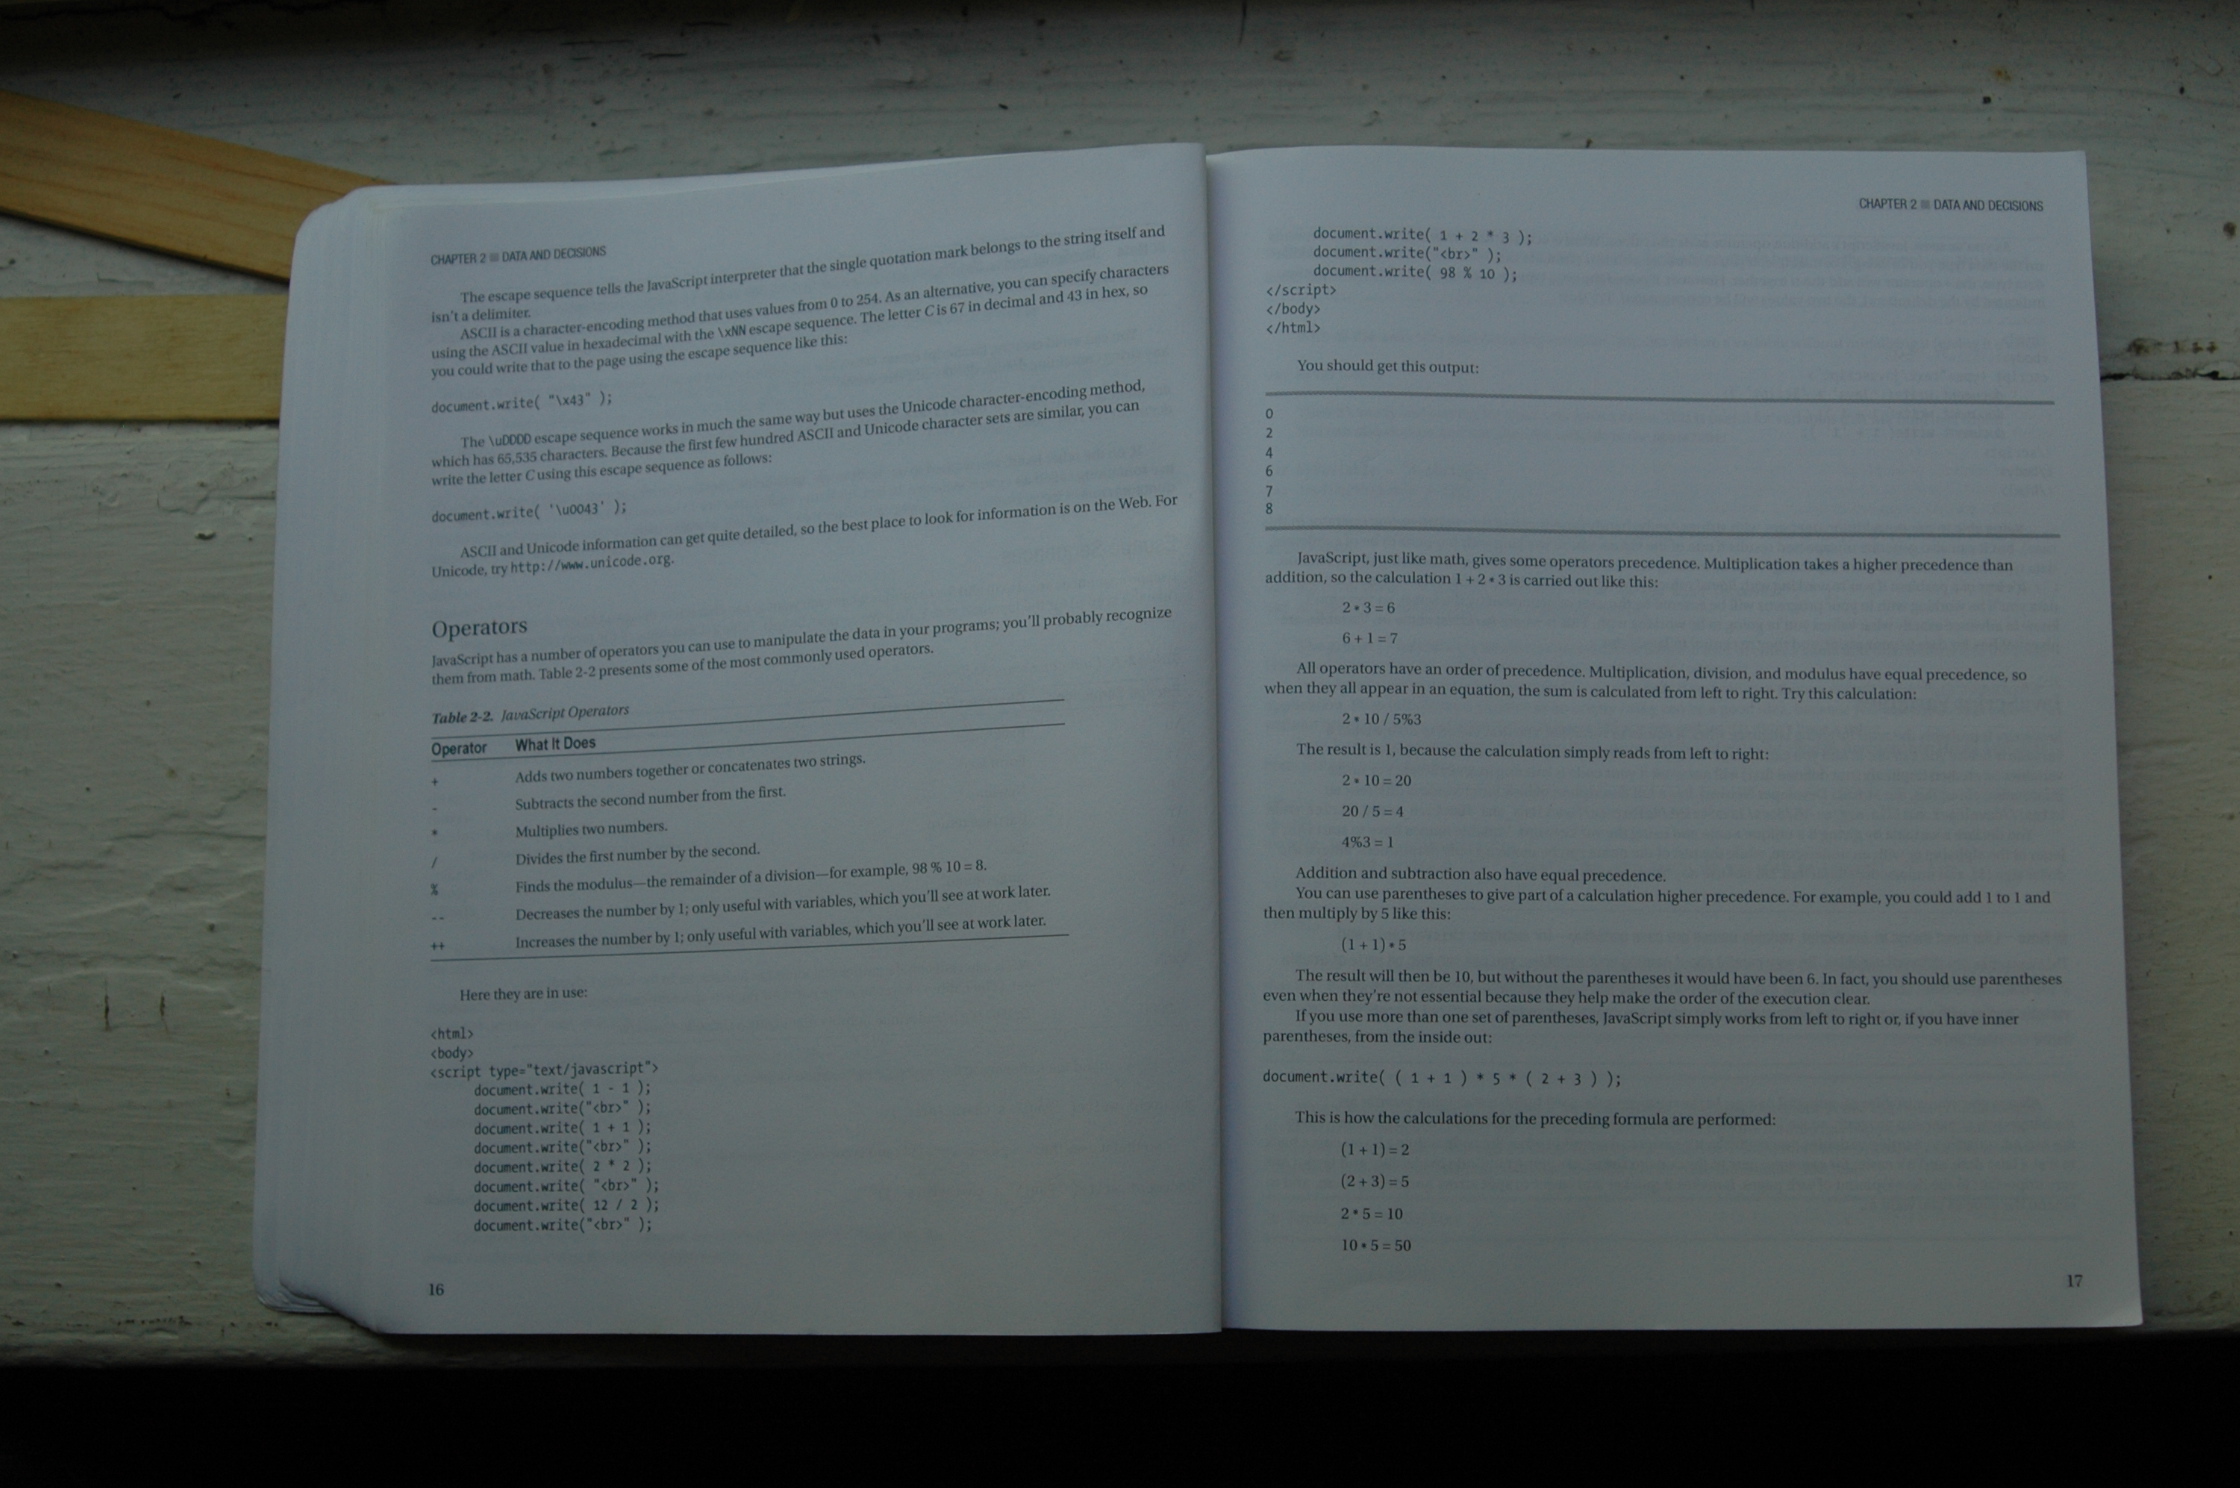 CHAPTER 2 ■ DATA AND DECISIONS
The escape sequence tells the JavaScript interpreter that the single quotation mark belongs to the string itself and
isn't a delimiter.
ASCII is a character-encoding method that uses values from 0 to 254. As an alternative, you can specify characters
using the ASCII value in hexadecimal with the \xNN escape sequence. The letter C is 67 in decimal and 43 in hex, so
you could write that to the page using the escape sequence like this:
document.write( "\x43" );
The \uDDDD escape sequence works in much the same way but uses the Unicode character-encoding method,
which has 65,535 characters. Because the first few hundred ASCII and Unicode character sets are similar, you can
write the letter C using this escape sequence as follows:
document.write( '\u0043' );
ASCII and Unicode information can get quite detailed, so the best place to look for information is on the Web. For
Unicode, try http://www.unicode.org.
Operators
JavaScript has a number of operators you can use to manipulate the data in your programs; you'll probably recognize
them from math. Table 2-2 presents some of the most commonly used operators.
Table 2-2. JavaScript Operators
Operator What It Does
+ Adds two numbers together or concatenates two strings.
- Subtracts the second number from the first.
* Multiplies two numbers.
/ Divides the first number by the second.
% Finds the modulus—the remainder of a division—for example, 98 % 10 = 8.
-- Decreases the number by 1; only useful with variables, which you'll see at work later.
++ Increases the number by 1; only useful with variables, which you'll see at work later.
Here they are in use:
<html>
<body>
<script type="text/javascript">
document.write( 1 - 1 );
document.write("<br>" );
document.write( 1 + 1 );
document.write("<br>" );
document.write( 2 * 2 );
document.write( "<br>" );
document.write( 12 / 2 );
document.write("<br>" );
16
CHAPTER 2 ■ DATA AND DECISIONS
document.write( 1 + 2 * 3 );
document.write("<br>" );
document.write( 98 % 10 );
</script>
</body>
</html>
You should get this output:
0
2
4
6
7
8
JavaScript, just like math, gives some operators precedence. Multiplication takes a higher precedence than
addition, so the calculation 1 + 2 * 3 is carried out like this:
2 * 3 = 6
6 + 1 = 7
All operators have an order of precedence. Multiplication, division, and modulus have equal precedence, so
when they all appear in an equation, the sum is calculated from left to right. Try this calculation:
2 * 10 / 5%3
The result is 1, because the calculation simply reads from left to right:
2 * 10 = 20
20 / 5 = 4
4%3 = 1
Addition and subtraction also have equal precedence.
You can use parentheses to give part of a calculation higher precedence. For example, you could add 1 to 1 and
then multiply by 5 like this:
(1 + 1) * 5
The result will then be 10, but without the parentheses it would have been 6. In fact, you should use parentheses
even when they're not essential because they help make the order of the execution clear.
If you use more than one set of parentheses, JavaScript simply works from left to right or, if you have inner
parentheses, from the inside out:
document.write( ( 1 + 1 ) * 5 * ( 2 + 3 ) );
This is how the calculations for the preceding formula are performed:
(1 + 1) = 2
(2 + 3) = 5
2 * 5 = 10
10 * 5 = 50
17